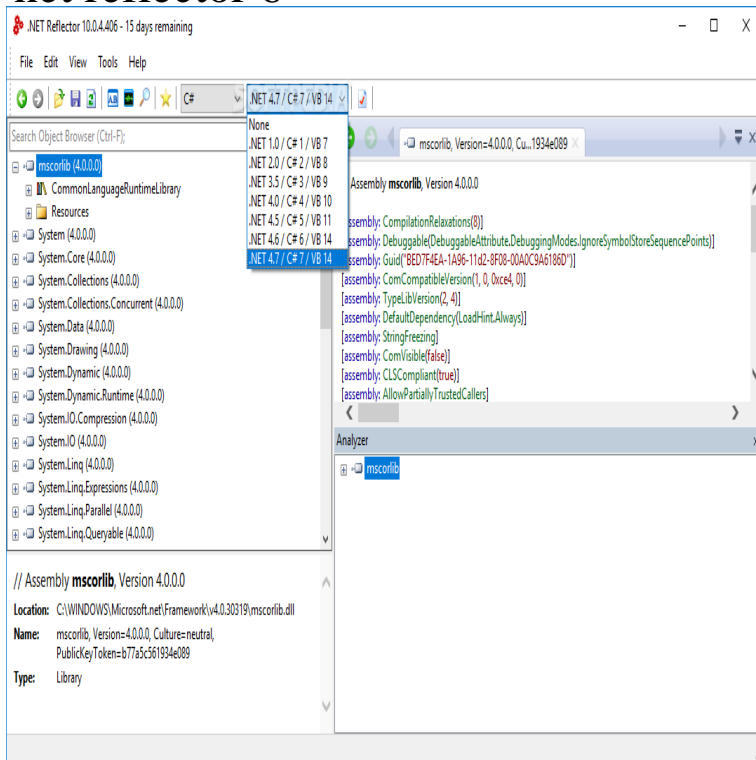 .NET Reflector 10.0.4.406 - 15 days remaining
File Edit View Tools Help
C#
.NET 4.7 / C# 7 / VB 14
Search Object Browser (Ctrl-F);
None
.NET 1.0 / C# 1 / VB 7
.NET 2.0 / C# 2 / VB 8
.NET 3.5 / C# 3 / VB 9
.NET 4.0 / C# 4 / VB 10
.NET 4.5 / C# 5 / VB 11
.NET 4.6 / C# 6 / VB 14
.NET 4.7 / C# 7 / VB 14
mscorlib (4.0.0.0)
CommonLanguageRuntimeLibrary
Resources
System (4.0.0.0)
System.Core (4.0.0.0)
System.Collections (4.0.0.0)
System.Collections.Concurrent (4.0.0.0)
System.Data (4.0.0.0)
System.Drawing (4.0.0.0)
System.Dynamic (4.0.0.0)
System.Dynamic.Runtime (4.0.0.0)
System.IO.Compression (4.0.0.0)
System.IO (4.0.0.0)
System.Linq (4.0.0.0)
System.Linq.Expressions (4.0.0.0)
System.Linq.Parallel (4.0.0.0)
System.Linq.Queryable (4.0.0.0)
mscorlib, Version=4.0.0.0, Cu...1934e089
Assembly mscorlib, Version 4.0.0.0
ssembly: CompilationRelaxations(8)]
ssembly: Debuggable(DebuggableAttribute.DebuggingModes.IgnoreSymbolStoreSequencePoints)]
ssembly: Guid("BED7F4EA-1A96-11d2-8F08-00A0C9A6186D")]
[assembly: ComCompatibleVersion(1, 0, 0xce4, 0)]
[assembly: TypeLibVersion(2, 4)]
[assembly: DefaultDependency(LoadHint.Always)]
[assembly: StringFreezing]
[assembly: ComVisible(false)]
[assembly: CLSCompliant(true)]
[assembly: AllowPartiallyTrustedCallers]
Analyzer
mscorlib
// Assembly mscorlib, Version 4.0.0.0
Location: C:\WINDOWS\Microsoft.net\Framework\v4.0.30319\mscorlib.dll
Name: mscorlib, Version=4.0.0.0, Culture=neutral,
PublicKeyToken=b77a5c561934e089
Type: Library